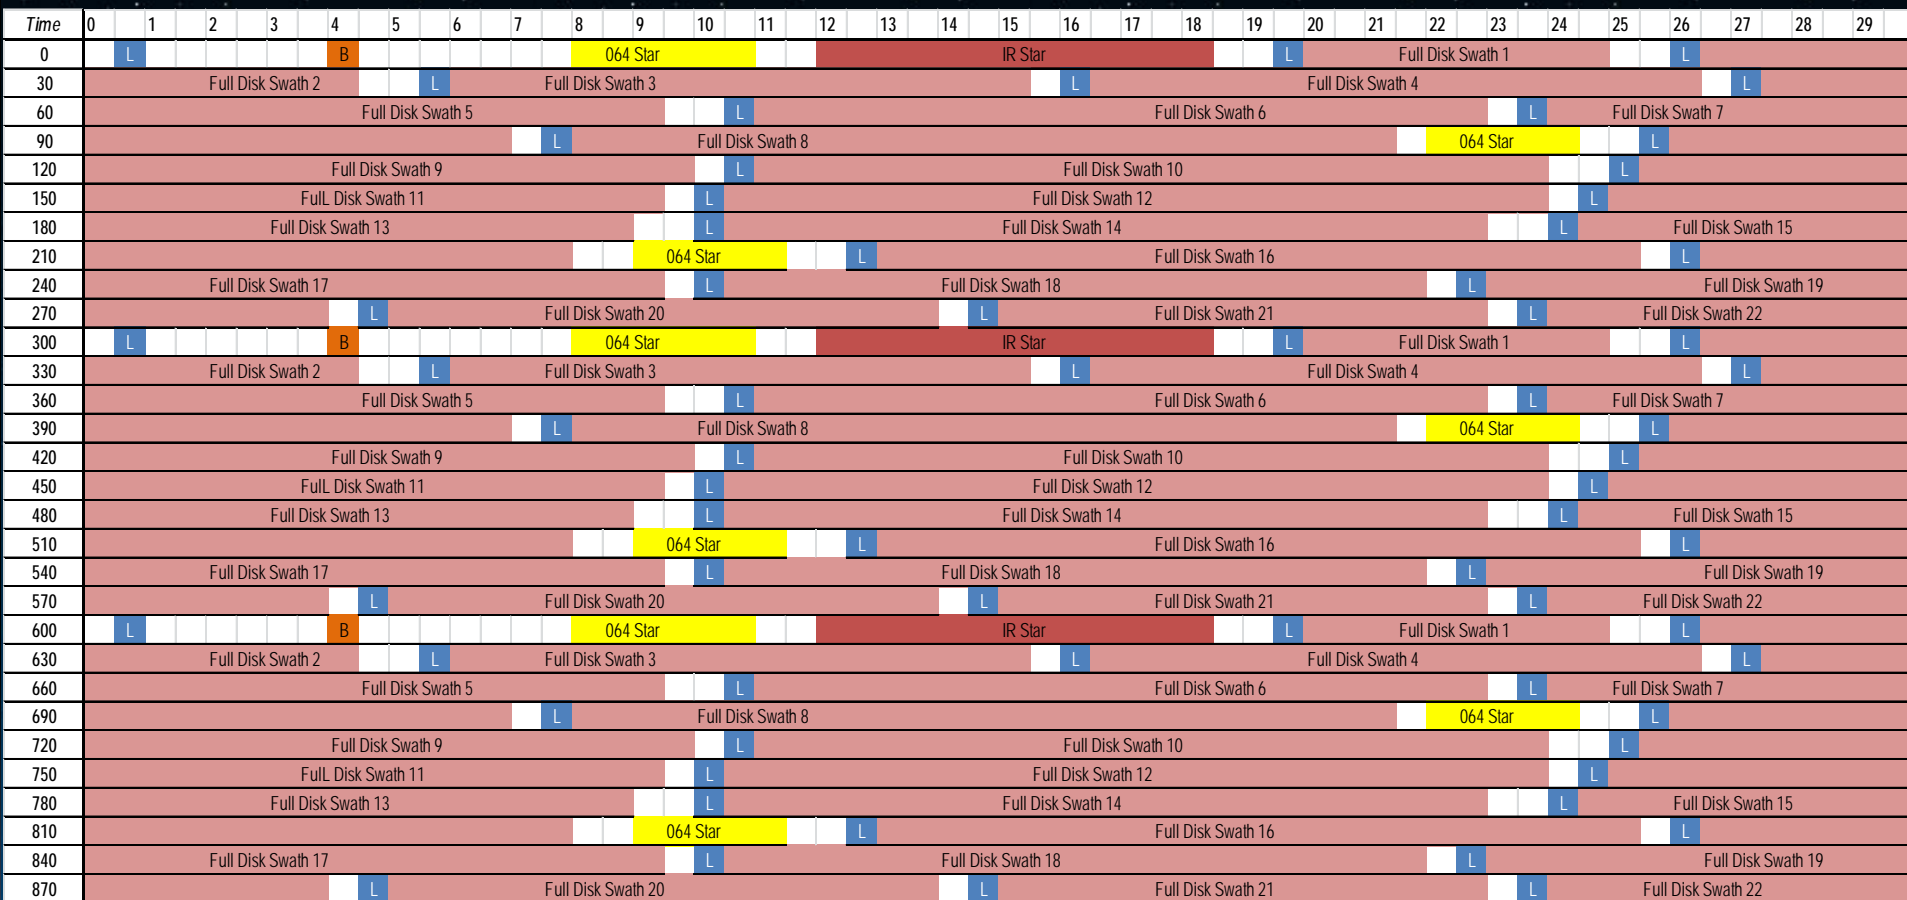 Time 0 1 2 3 4 5 6 7 8 9 10 11 12 13 14 15 16 17 18 19 20 21 22 23 24 25 26 27 28 29
0 L B 064 Star IR Star L Full Disk Swath 1 L
30 Full Disk Swath 2 L Full Disk Swath 3 L Full Disk Swath 4 L
60 Full Disk Swath 5 L Full Disk Swath 6 L Full Disk Swath 7
90 L Full Disk Swath 8 064 Star L
120 Full Disk Swath 9 L Full Disk Swath 10 L
150 FulL Disk Swath 11 L Full Disk Swath 12 L
180 Full Disk Swath 13 L Full Disk Swath 14 L Full Disk Swath 15
210 064 Star L Full Disk Swath 16 L
240 Full Disk Swath 17 L Full Disk Swath 18 L Full Disk Swath 19
270 L Full Disk Swath 20 L Full Disk Swath 21 L Full Disk Swath 22
300 L B 064 Star IR Star L Full Disk Swath 1 L
330 Full Disk Swath 2 L Full Disk Swath 3 L Full Disk Swath 4 L
360 Full Disk Swath 5 L Full Disk Swath 6 L Full Disk Swath 7
390 L Full Disk Swath 8 064 Star L
420 Full Disk Swath 9 L Full Disk Swath 10 L
450 FulL Disk Swath 11 L Full Disk Swath 12 L
480 Full Disk Swath 13 L Full Disk Swath 14 L Full Disk Swath 15
510 064 Star L Full Disk Swath 16 L
540 Full Disk Swath 17 L Full Disk Swath 18 L Full Disk Swath 19
570 L Full Disk Swath 20 L Full Disk Swath 21 L Full Disk Swath 22
600 L B 064 Star IR Star L Full Disk Swath 1 L
630 Full Disk Swath 2 L Full Disk Swath 3 L Full Disk Swath 4 L
660 Full Disk Swath 5 L Full Disk Swath 6 L Full Disk Swath 7
690 L Full Disk Swath 8 064 Star L
720 Full Disk Swath 9 L Full Disk Swath 10 L
750 FulL Disk Swath 11 L Full Disk Swath 12 L
780 Full Disk Swath 13 L Full Disk Swath 14 L Full Disk Swath 15
810 064 Star L Full Disk Swath 16 L
840 Full Disk Swath 17 L Full Disk Swath 18 L Full Disk Swath 19
870 L Full Disk Swath 20 L Full Disk Swath 21 L Full Disk Swath 22